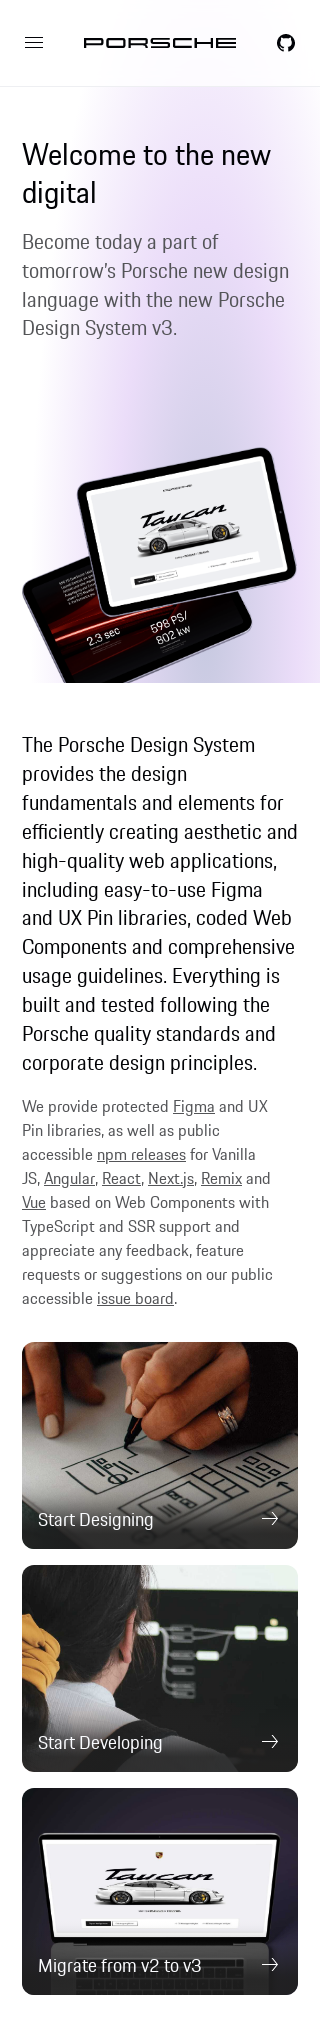 PORSCHE
Welcome to the new
digital
Become today a part of
tomorrow's Porsche new design
language with the new Porsche
Design System v3.
Taycan
2.3 sec
598 PS/
802 kw
The Porsche Design System
provides the design
fundamentals and elements for
efficiently creating aesthetic and
high-quality web applications,
including easy-to-use Figma
and UX Pin libraries, coded Web
Components and comprehensive
usage guidelines. Everything is
built and tested following the
Porsche quality standards and
corporate design principles.
We provide protected Figma and UX
Pin libraries, as well as public
accessible npm releases for Vanilla
JS, Angular, React, Next.js, Remix and
Vue based on Web Components with
TypeScript and SSR support and
appreciate any feedback, feature
requests or suggestions on our public
accessible issue board.
Start Designing
Start Developing
Taycan
Migrate from v2 to v3